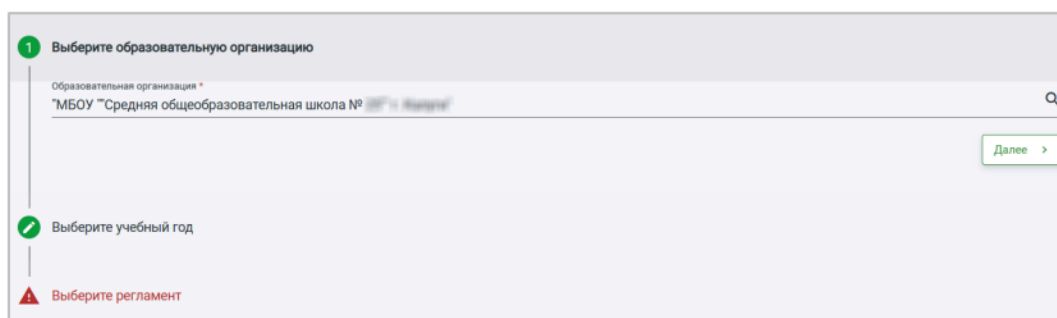 1 Выберите образовательную организацию
Образовательная организация *
"МБОУ ""Средняя общеобразовательная школа №
Далее >
Выберите учебный год
Выберите регламент